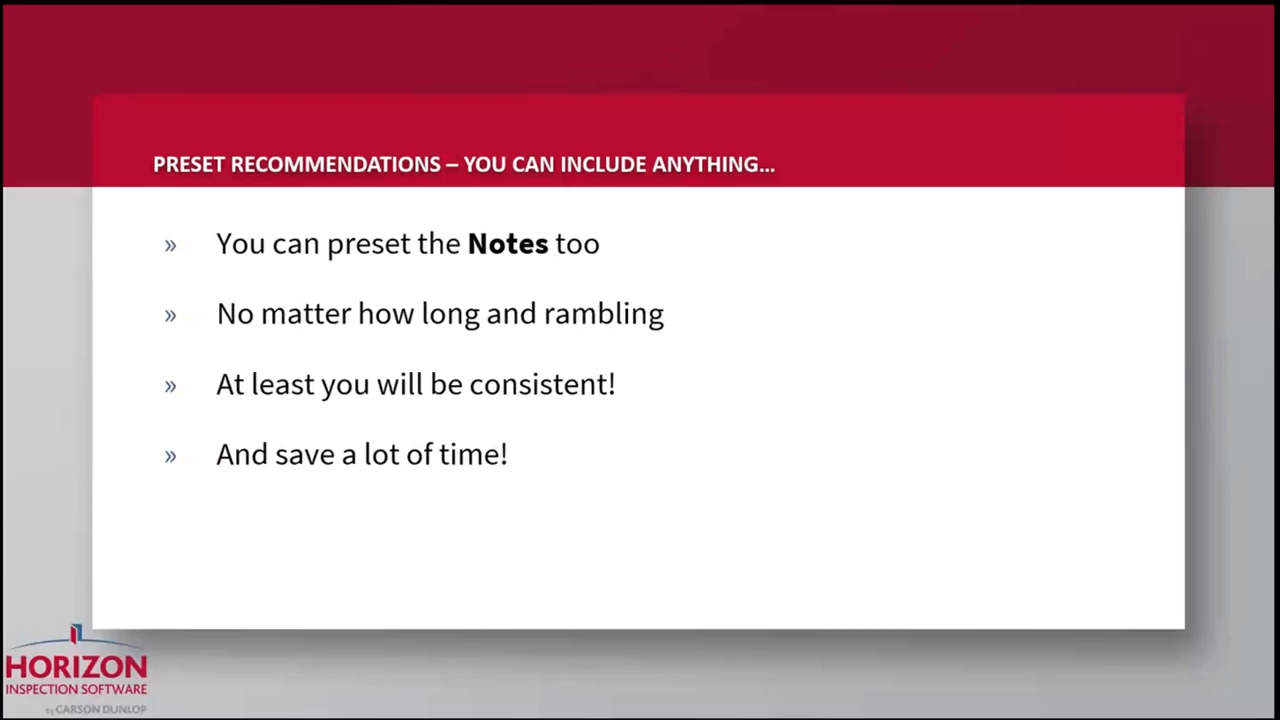 PRESET RECOMMENDATIONS – YOU CAN INCLUDE ANYTHING...
» You can preset the Notes too
» No matter how long and rambling
» At least you will be consistent!
» And save a lot of time!
HORIZON
INSPECTION SOFTWARE
by CARSON DUNLOP